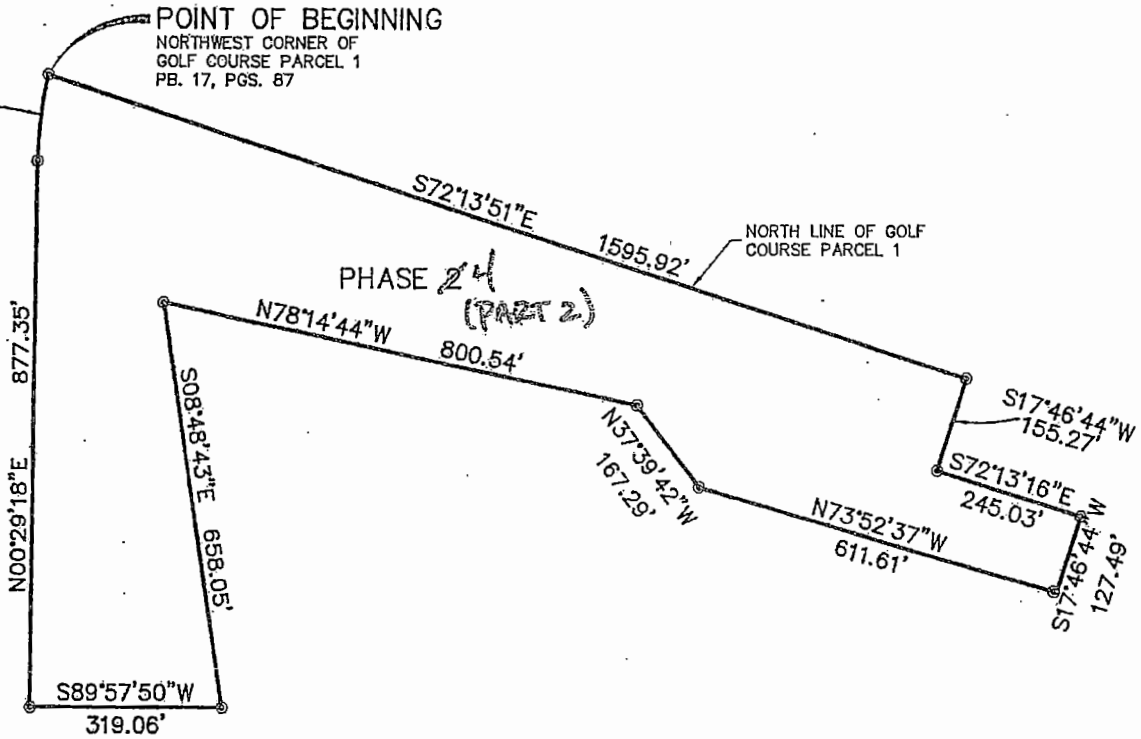 POINT OF BEGINNING
NORTHWEST CORNER OF
GOLF COURSE PARCEL 1
PB. 17, PGS. 87
S72°13'51"E
1595.92'
NORTH LINE OF GOLF
COURSE PARCEL 1
PHASE 2 4
(PART 2)
N78°14'44"W
800.54'
877.35'
N00°29'18"E
S08°48'43"E 658.05'
N37°39'42"W
167.29'
S17°46'44"W
155.27'
S72°13'16"E
245.03'
N73°52'37"W
611.61'
S17°46'44"W
127.49'
S89°57'50"W
319.06'